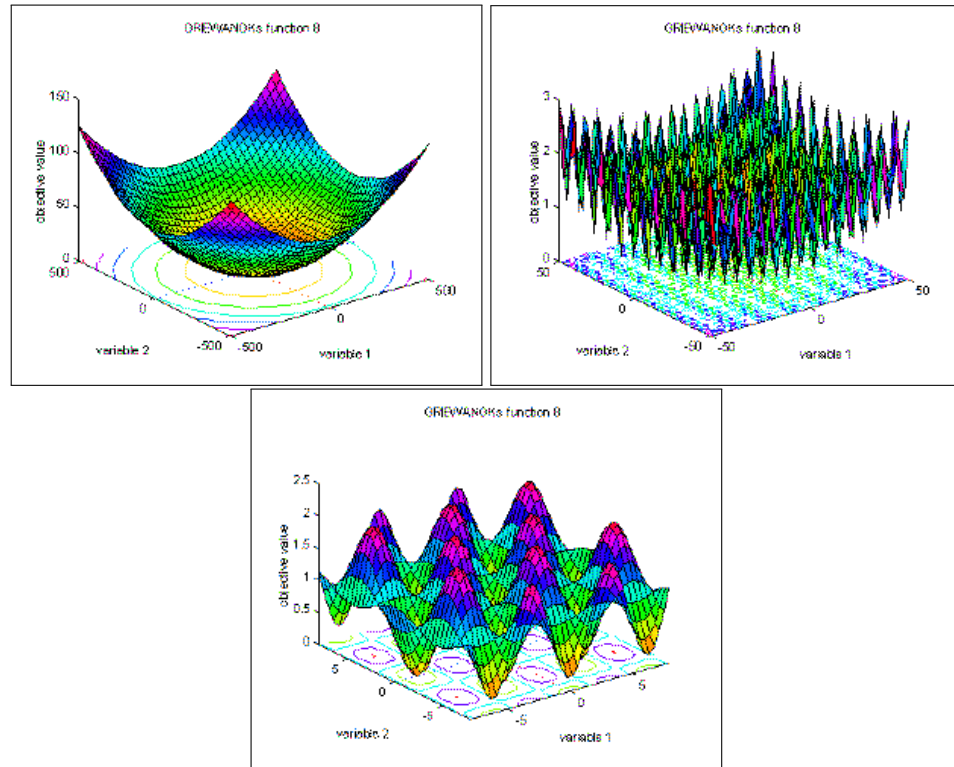 GRIEWANGKs function 8
150
100
50
0
objective value
500
0
-500
variable 2
-500
0
500
variable 1
GRIEWANGKs function 8
3
2
1
0
objective value
50
0
-50
variable 2
-50
0
50
variable 1
GRIEWANGKs function 8
2.5
2
1.5
1
0.5
0
objective value
5
0
-5
variable 2
-5
0
5
variable 1